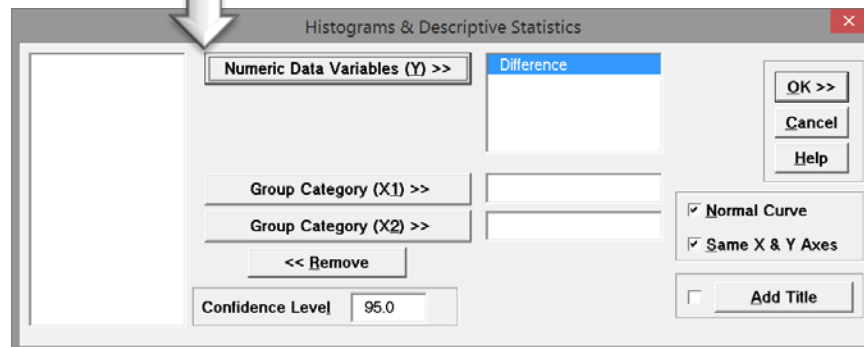 Histograms & Descriptive Statistics
Numeric Data Variables (Y) >>
Difference
OK >>
Cancel
Help
Group Category (X1) >>
Group Category (X2) >>
<< Remove
Normal Curve
Same X & Y Axes
Confidence Level 95.0
Add Title